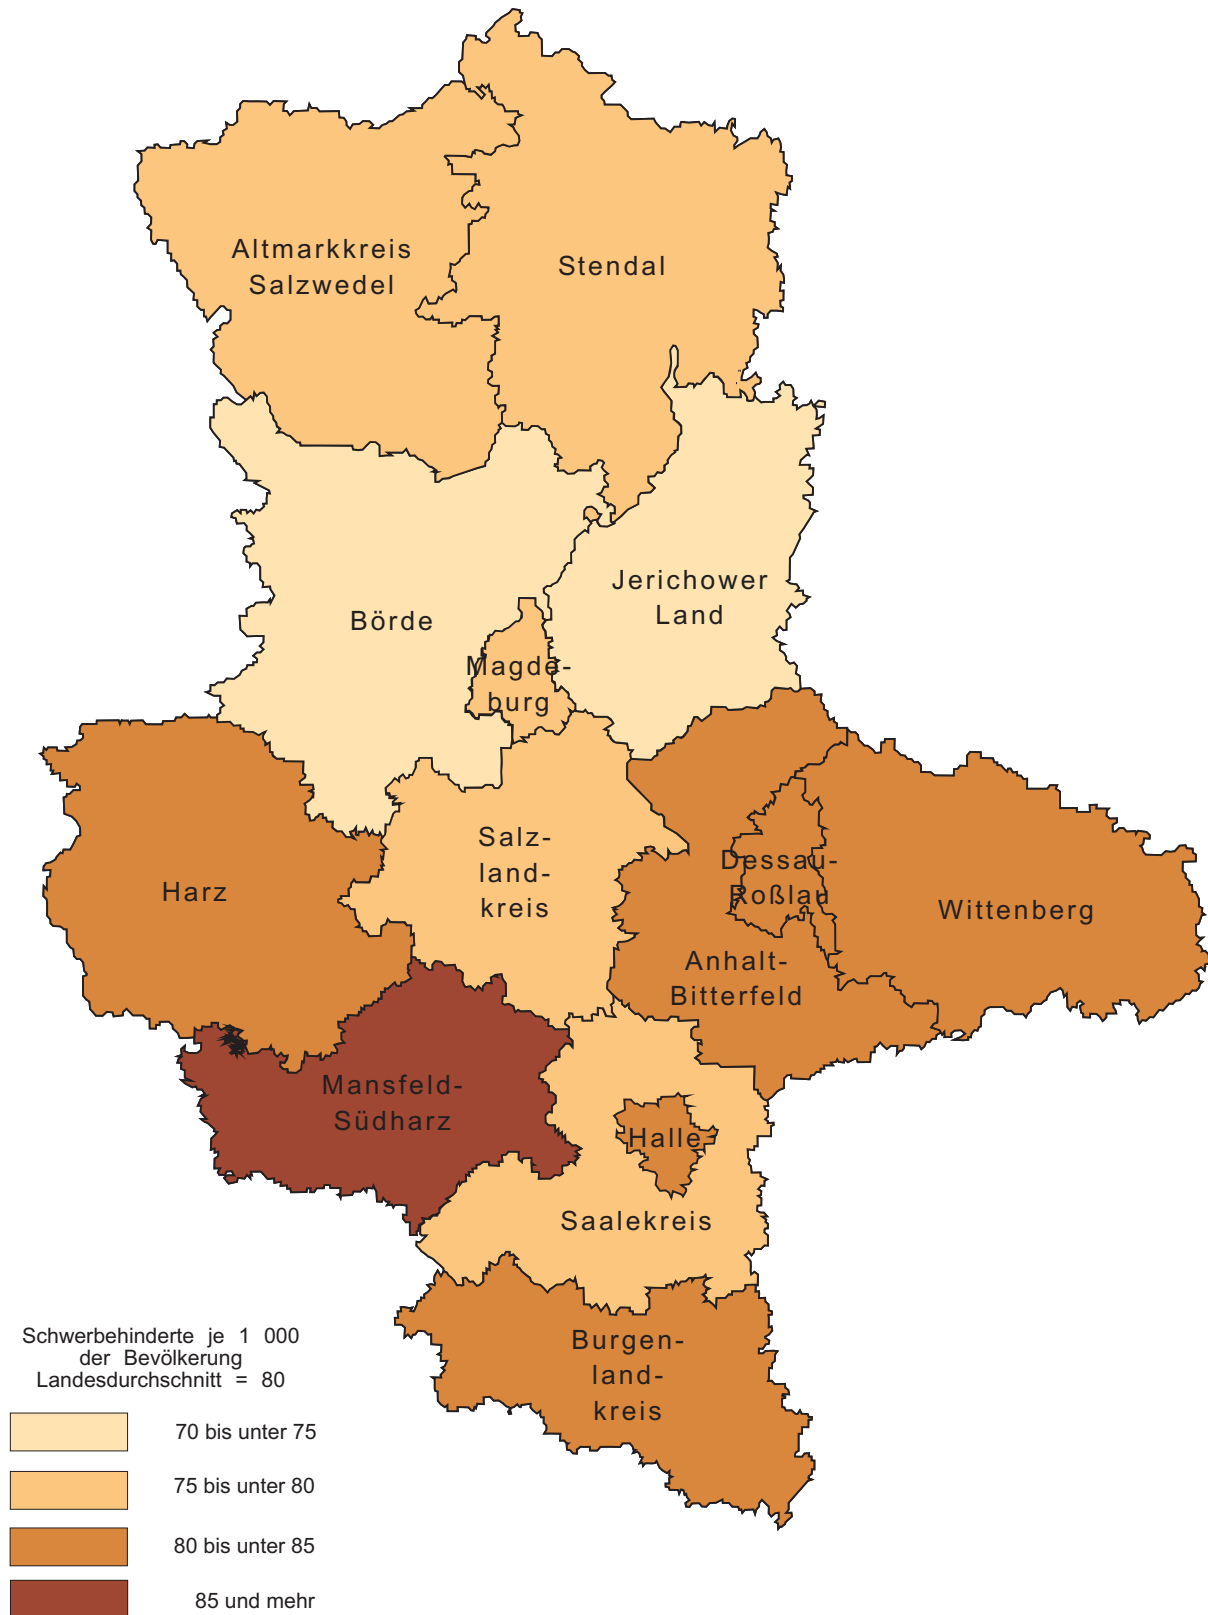 Altmarkkreis
Salzwedel
Stendal
Jerichower
Land
Börde
Magde-
burg
Salz-
land-
kreis
Harz
Dessau-
Roßlau
Wittenberg
Anhalt-
Bitterfeld
Mansfeld-
Südharz
Halle
Saalekreis
Burgen-
land-
kreis
Schwerbehinderte je 1 000
der Bevölkerung
Landesdurchschnitt = 80
70 bis unter 75
75 bis unter 80
80 bis unter 85
85 und mehr